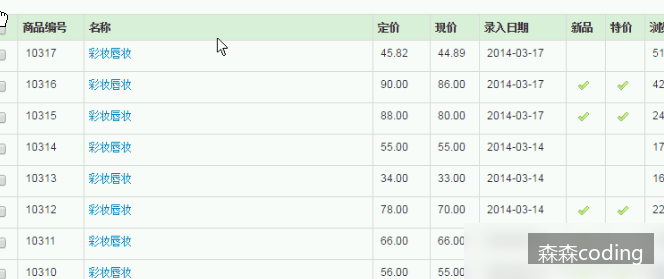 商品编号 名称 定价 现价 录入日期 新品 特价
10317 彩妆唇妆 45.82 44.89 2014-03-17 51
10316 彩妆唇妆 90.00 86.00 2014-03-17 42
10315 彩妆唇妆 88.00 80.00 2014-03-17 24
10314 彩妆唇妆 55.00 55.00 2014-03-14 17
10313 彩妆唇妆 34.00 33.00 2014-03-14 16
10312 彩妆唇妆 78.00 70.00 2014-03-14 22
10311 彩妆唇妆 66.00 66.00
10310 彩妆唇妆 56.00 55.00
森森coding